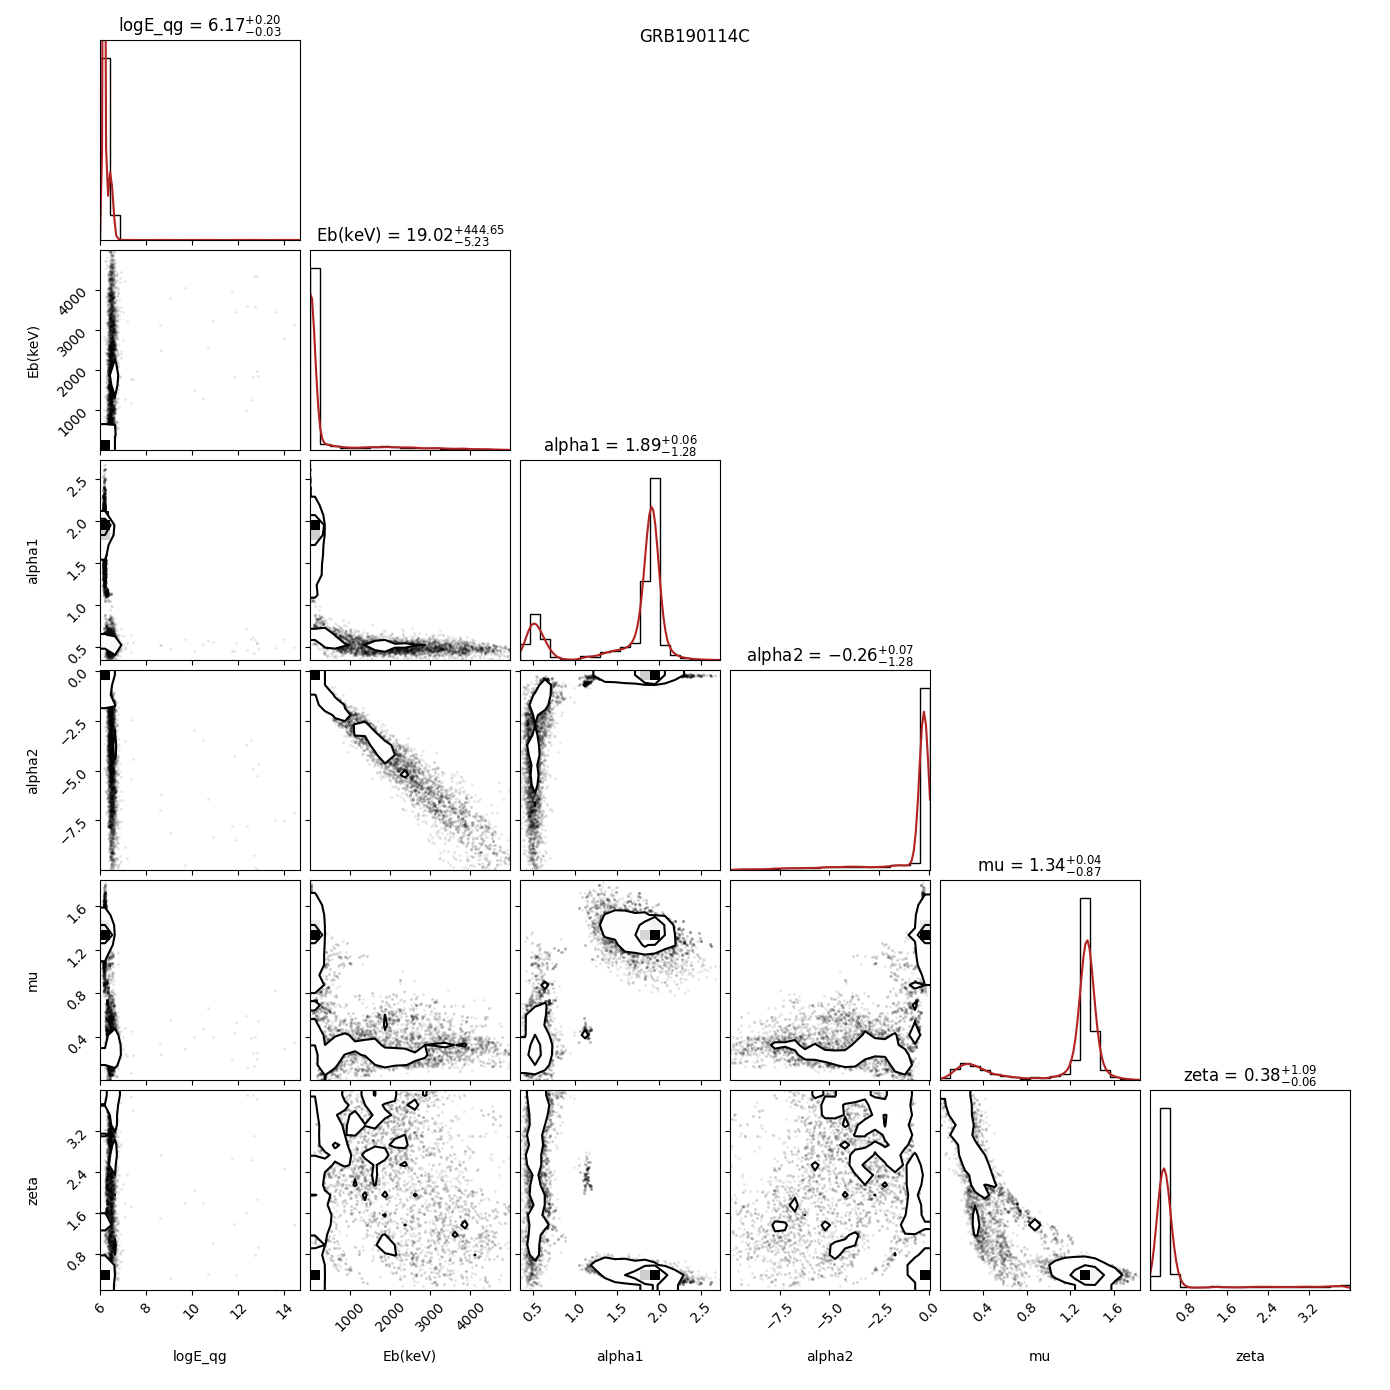 GRB190114C
logE_qg = 6.17+0.20 −0.03
Eb(keV) = 19.02+444.65 −5.23
4000
3000
2000
1000
Eb(keV)
alpha1 = 1.89+0.06 −1.28
2.5
2.0
1.5
1.0
0.5
alpha1
alpha2 = −0.26+0.07 −1.28
0.0
−2.5
−5.0
−7.5
alpha2
mu = 1.34+0.04 −0.87
1.6
1.2
0.8
0.4
mu
zeta = 0.38+1.09 −0.06
3.2
2.4
1.6
0.8
zeta
6 8 10 12 14
1000 2000 3000 4000
0.5 1.0 1.5 2.0 2.5
−7.5 −5.0 −2.5 0.0
0.4 0.8 1.2 1.6
0.8 1.6 2.4 3.2
logE_qg Eb(keV) alpha1 alpha2 mu zeta